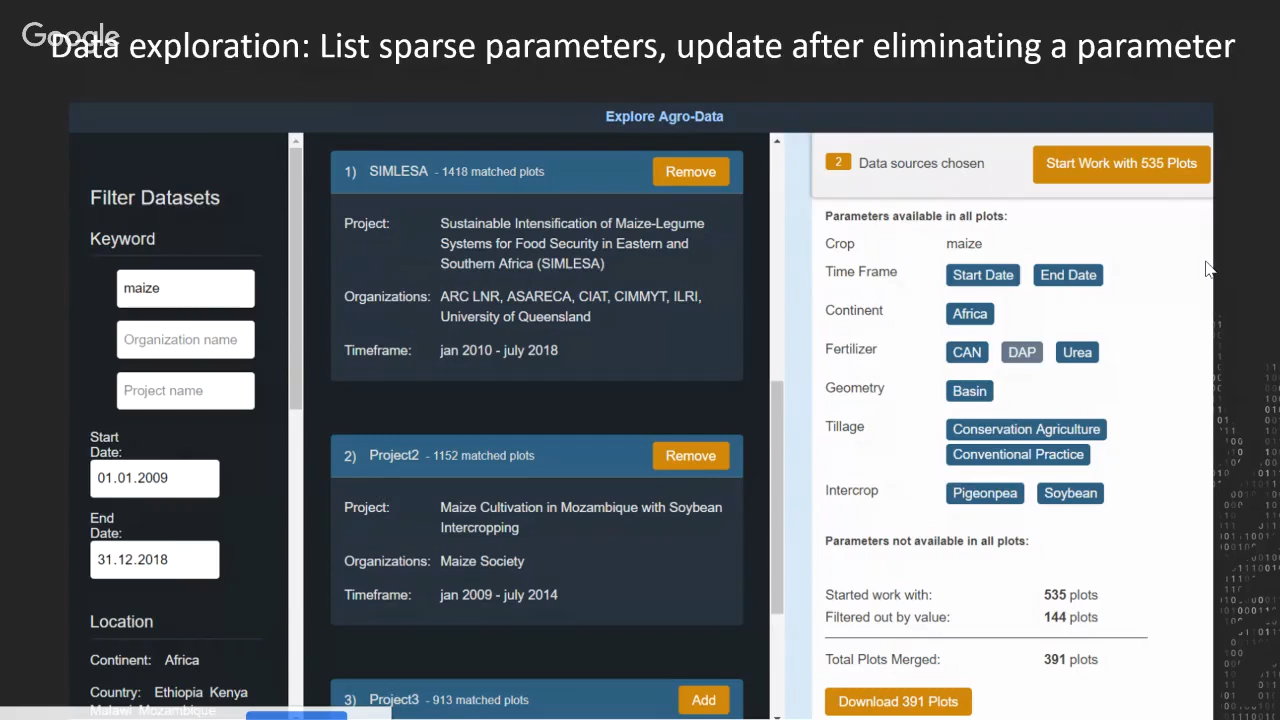 Google
Data exploration: List sparse parameters, update after eliminating a parameter
Explore Agro-Data
Filter Datasets
Keyword
maize
Organization name
Project name
Start
Date:
01.01.2009
End
Date:
31.12.2018
Location
Continent: Africa
Country: Ethiopia Kenya
Malawi Mozambique
1) SIMLESA - 1418 matched plots
Remove
Project: Sustainable Intensification of Maize-Legume
Systems for Food Security in Eastern and
Southern Africa (SIMLESA)
Organizations: ARC LNR, ASARECA, CIAT, CIMMYT, ILRI,
University of Queensland
Timeframe: jan 2010 - july 2018
2) Project2 - 1152 matched plots
Remove
Project: Maize Cultivation in Mozambique with Soybean
Intercropping
Organizations: Maize Society
Timeframe: jan 2009 - july 2014
3) Project3 - 913 matched plots
Add
2 Data sources chosen
Start Work with 535 Plots
Parameters available in all plots:
Crop maize
Time Frame Start Date End Date
Continent Africa
Fertilizer CAN DAP Urea
Geometry Basin
Tillage Conservation Agriculture
Conventional Practice
Intercrop Pigeonpea Soybean
Parameters not available in all plots:
Started work with: 535 plots
Filtered out by value: 144 plots
Total Plots Merged: 391 plots
Download 391 Plots